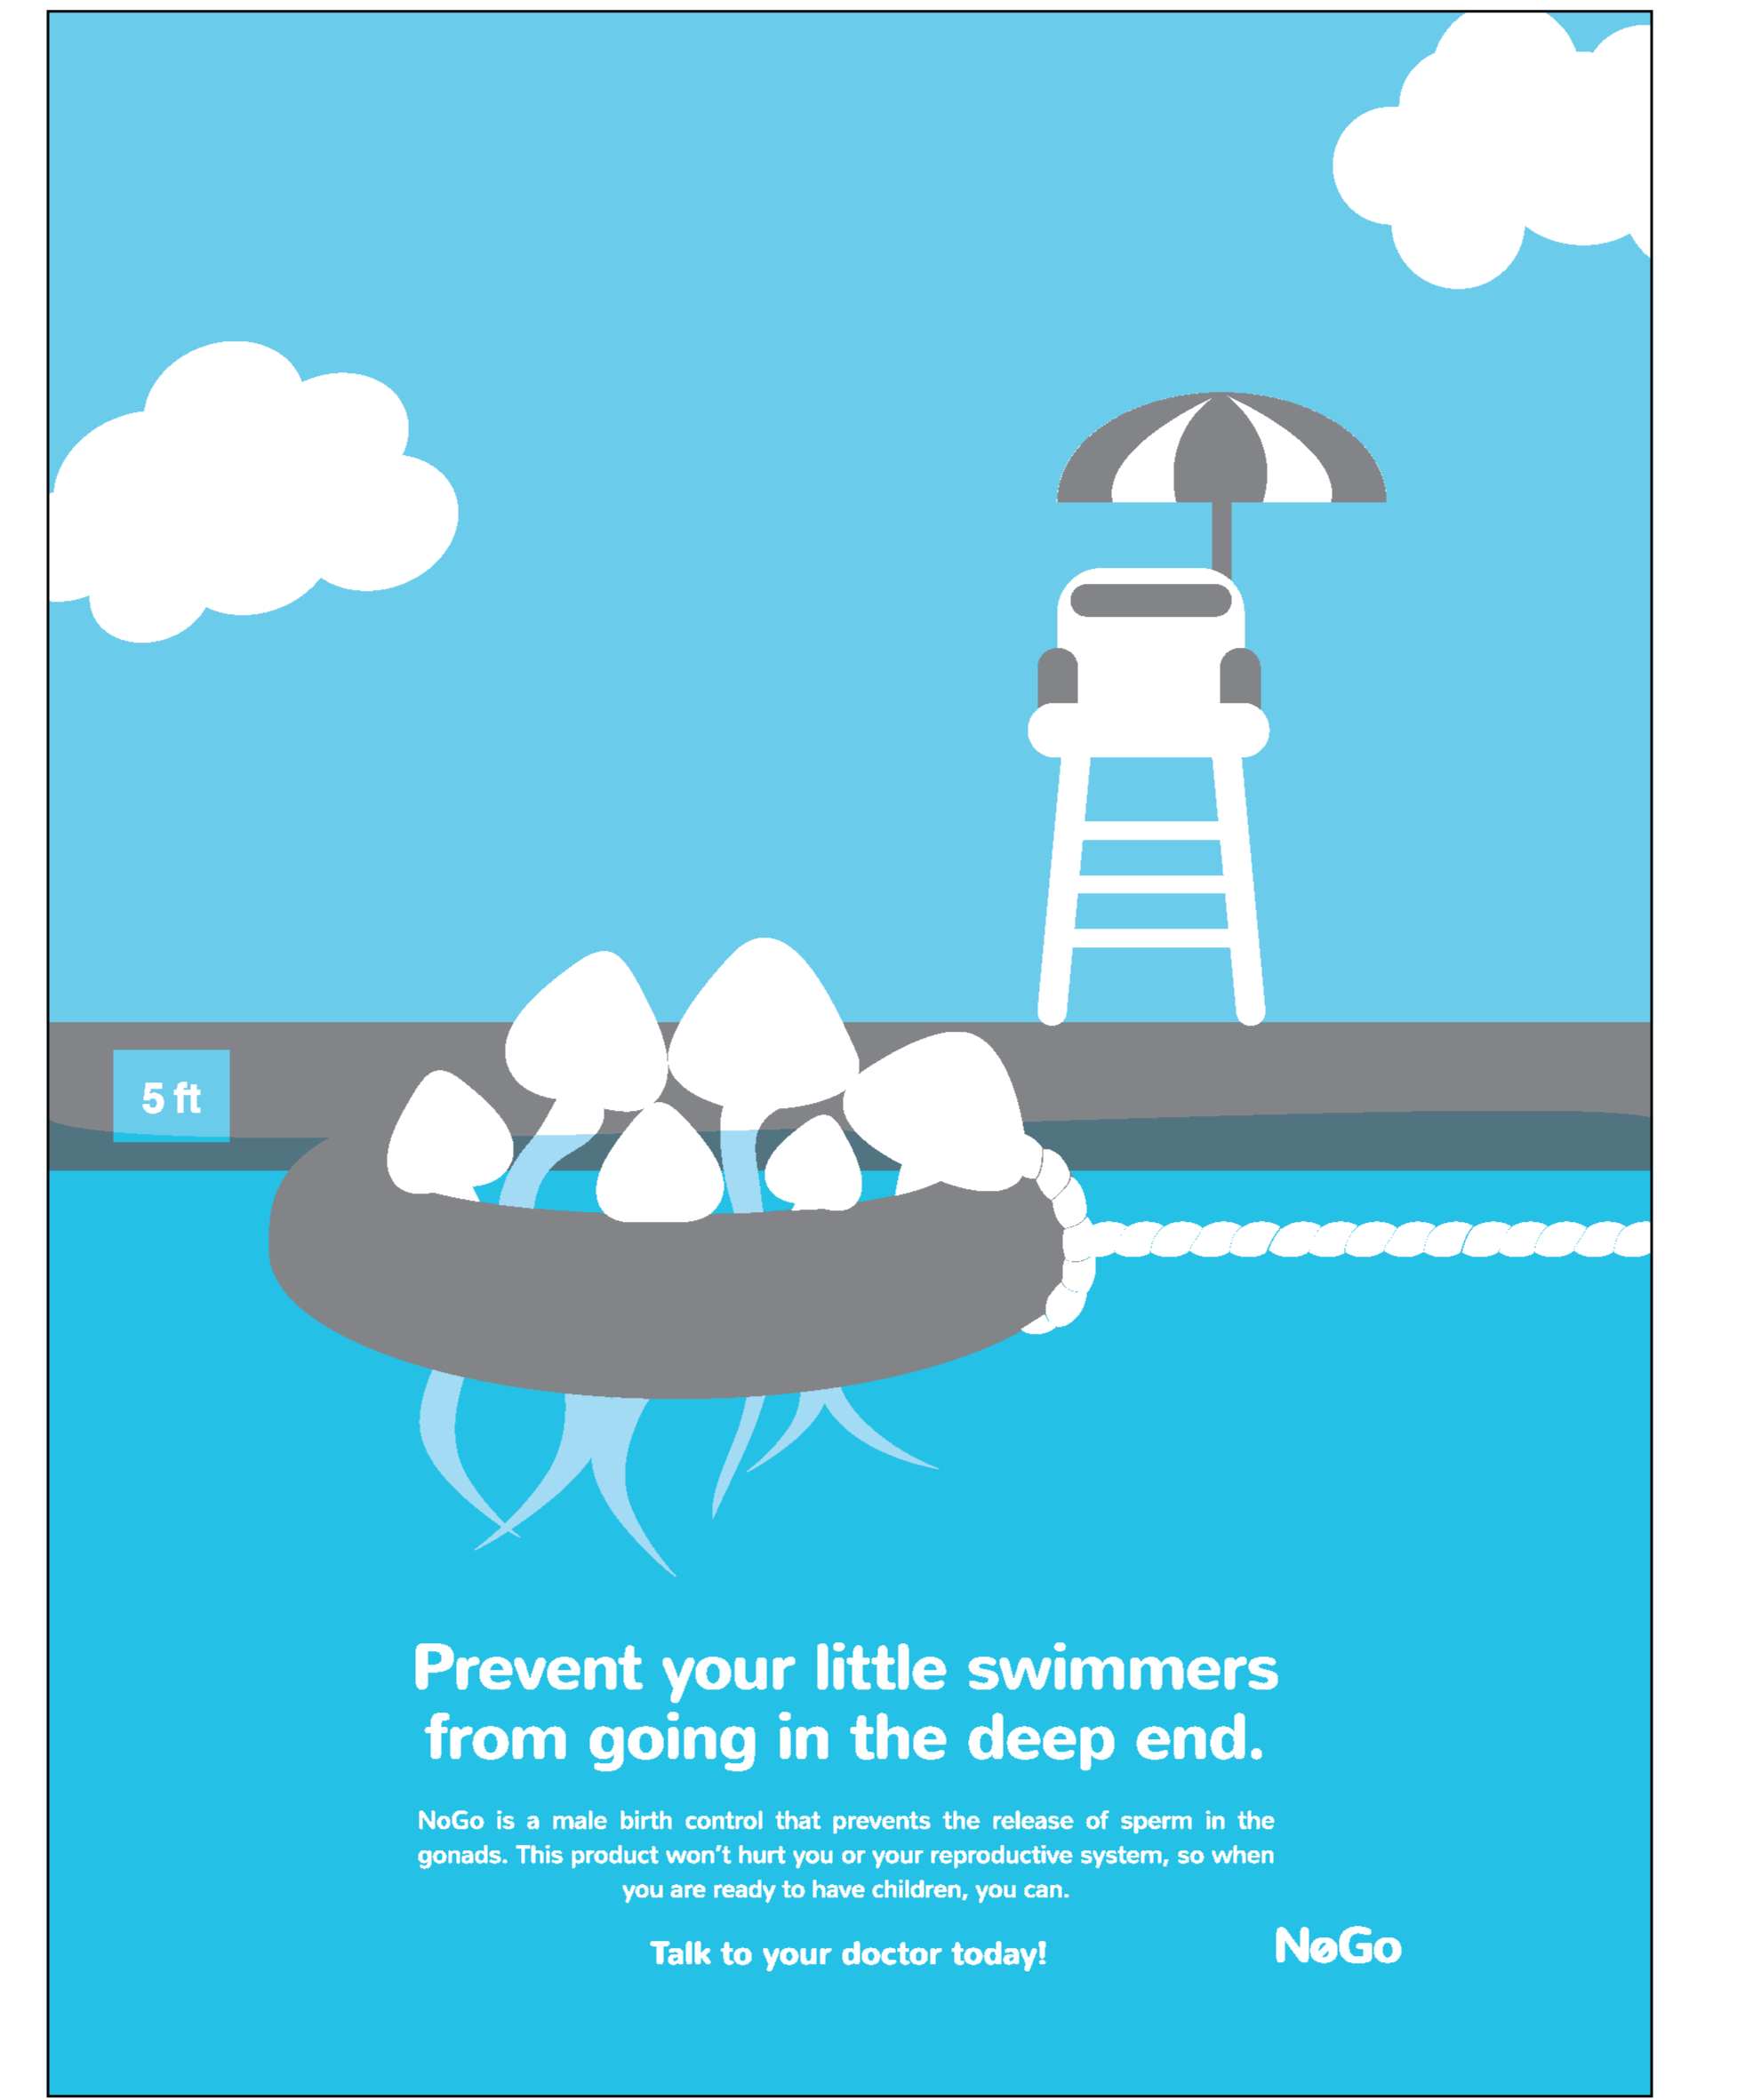 5 ft
Prevent your little swimmers
from going in the deep end.
NoGo is a male birth control that prevents the release of sperm in the
gonads. This product won't hurt you or your reproductive system, so when
you are ready to have children, you can.
Talk to your doctor today!
NøGo